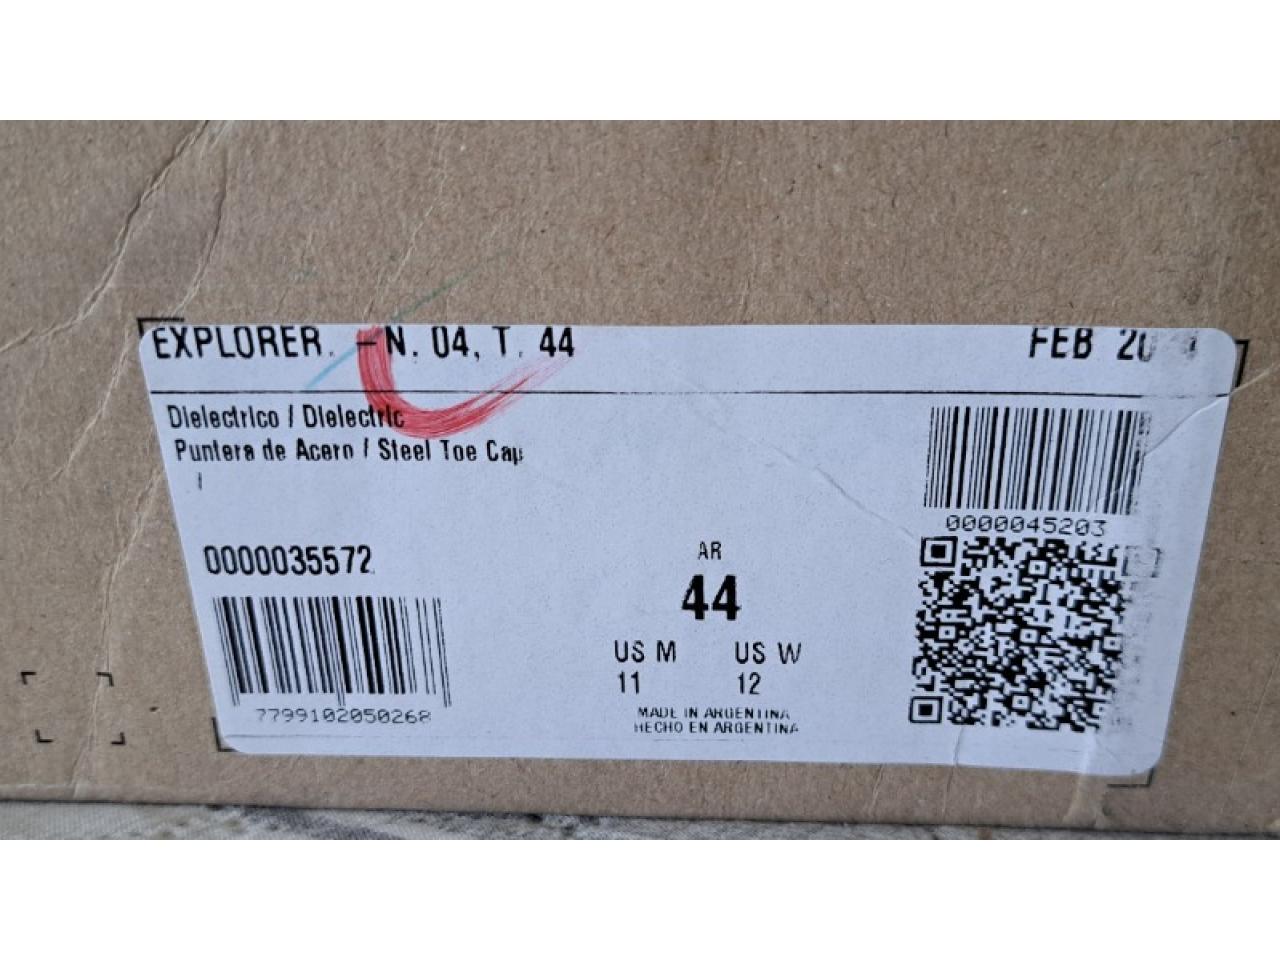 EXPLORER. - N. 04, T. 44
FEB
Dielectrico / Dielectric
Puntera de Acero / Steel Toe Cap
/
0000045203
0000035572
AR
44
US M US W
11 12
7799102050268
MADE IN ARGENTINA
HECHO EN ARGENTINA